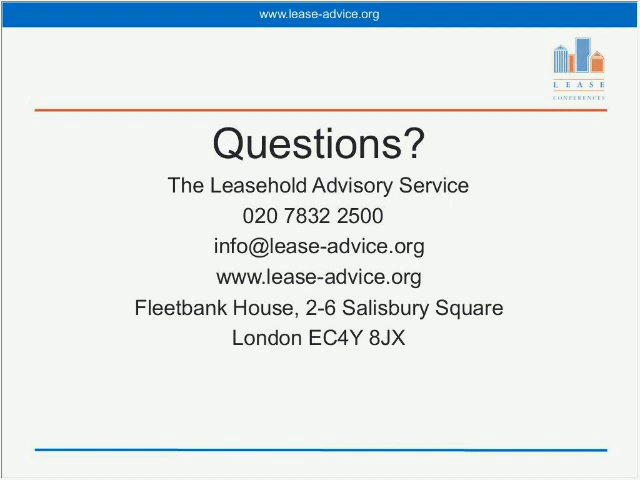 www.lease-advice.org
LEASE
CONFERENCES
Questions?
The Leasehold Advisory Service
020 7832 2500
info@lease-advice.org
www.lease-advice.org
Fleetbank House, 2-6 Salisbury Square
London EC4Y 8JX